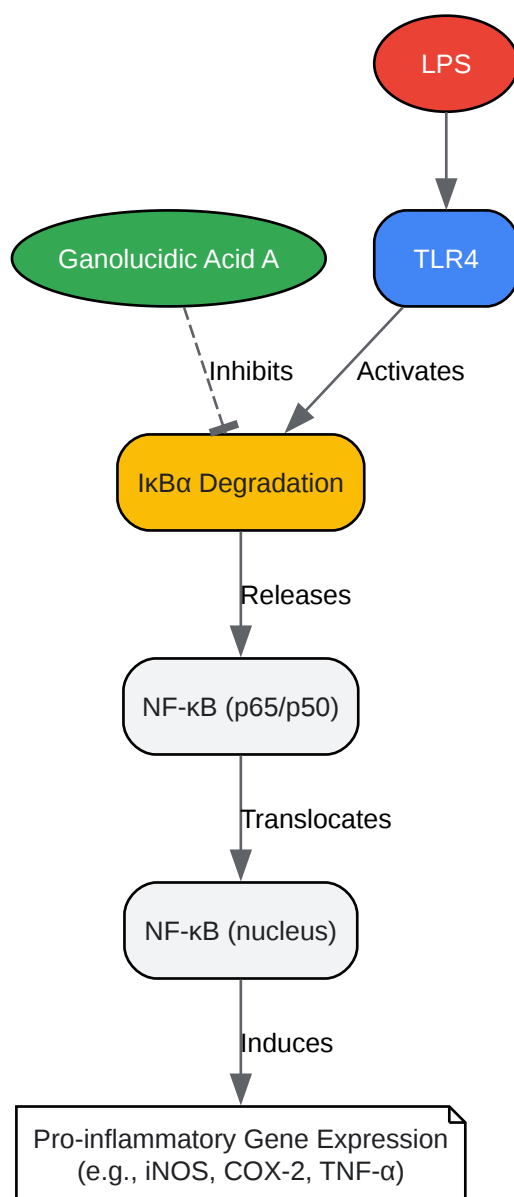 LPS
Ganolucidic Acid A
TLR4
Inhibits
Activates
IκBα Degradation
Releases
NF-κB (p65/p50)
Translocates
NF-κB (nucleus)
Induces
Pro-inflammatory Gene Expression
(e.g., iNOS, COX-2, TNF-α)